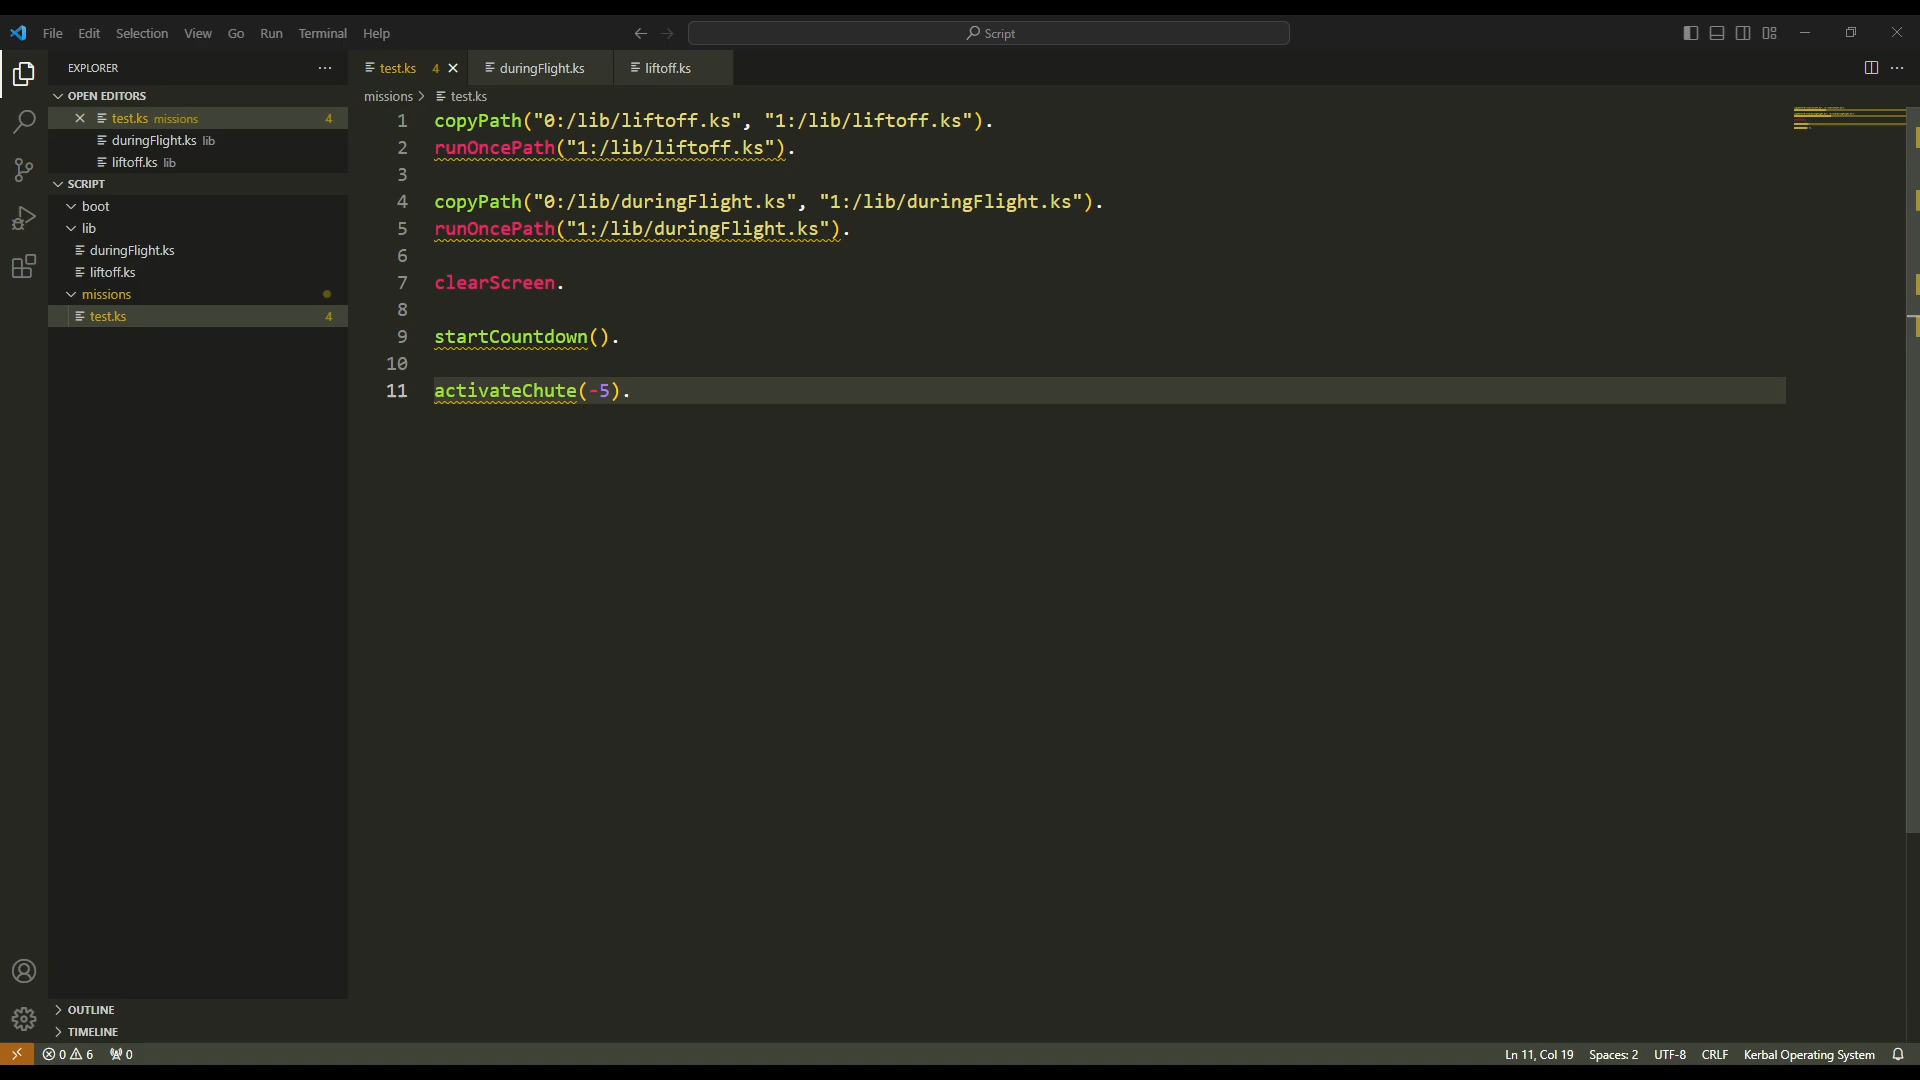 File Edit Selection View Go Run Terminal Help
Script
EXPLORER
OPEN EDITORS
test.ks missions 4
duringFlight.ks lib
liftoff.ks lib
SCRIPT
boot
lib
duringFlight.ks
liftoff.ks
missions
test.ks 4
OUTLINE
TIMELINE
test.ks 4
duringFlight.ks
liftoff.ks
missions > test.ks
1 copyPath("0:/lib/liftoff.ks", "1:/lib/liftoff.ks").
2 runOncePath("1:/lib/liftoff.ks").
3
4 copyPath("0:/lib/duringFlight.ks", "1:/lib/duringFlight.ks").
5 runOncePath("1:/lib/duringFlight.ks").
6
7 clearScreen.
8
9 startCountdown().
10
11 activateChute(-5).
0 6 0
Ln 11, Col 19 Spaces: 2 UTF-8 CRLF Kerbal Operating System